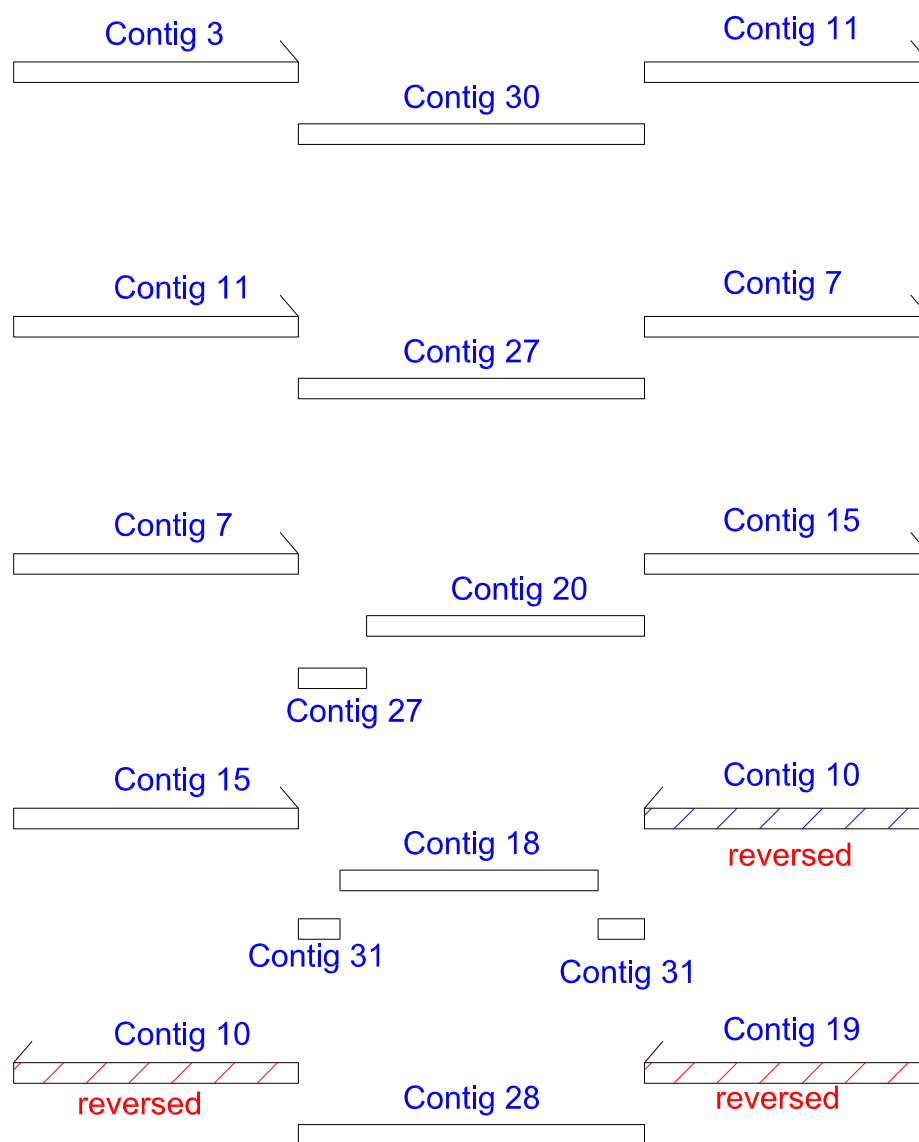 Contig 3
Contig 11
Contig 30
Contig 11
Contig 7
Contig 27
Contig 7
Contig 15
Contig 20
Contig 27
Contig 15
Contig 10
reversed
Contig 18
Contig 31
Contig 31
Contig 10
Contig 19
reversed
reversed
Contig 28